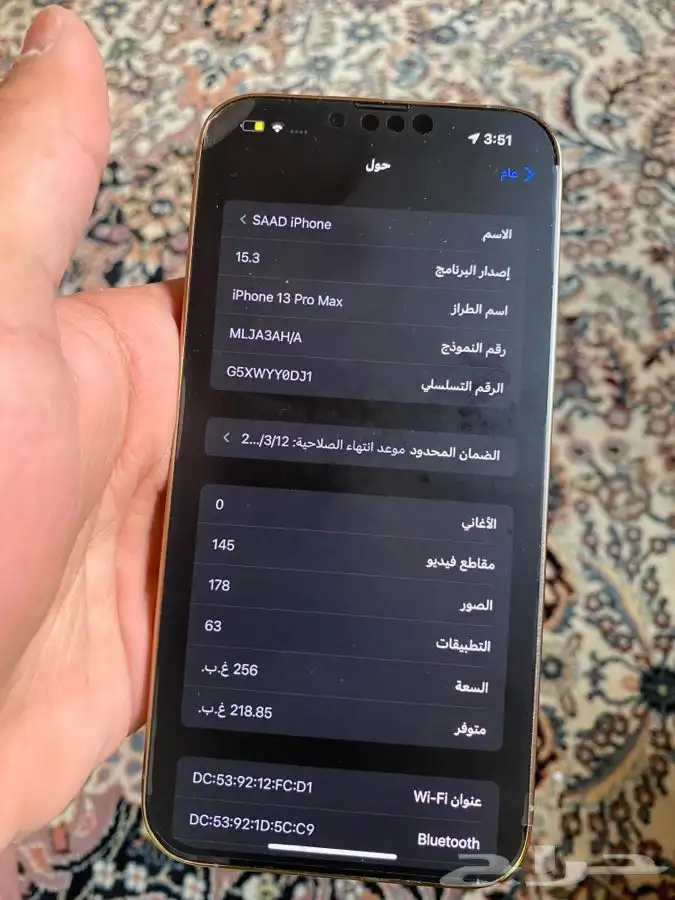 3:51
عام
حول
الاسم SAAD iPhone
إصدار البرنامج 15.3
اسم الطراز iPhone 13 Pro Max
رقم النموذج MLJA3AH/A
الرقم التسلسلي G5XWYY0DJ1
الضمان المحدود موعد انتهاء الصلاحية: 12/3/...2
الأغاني 0
مقاطع فيديو 145
الصور 178
التطبيقات 63
السعة 256 غ.ب.
متوفر 218.85 غ.ب.
عنوان Wi-Fi DC:53:92:12:FC:D1
Bluetooth DC:53:92:1D:5C:C9
حراج